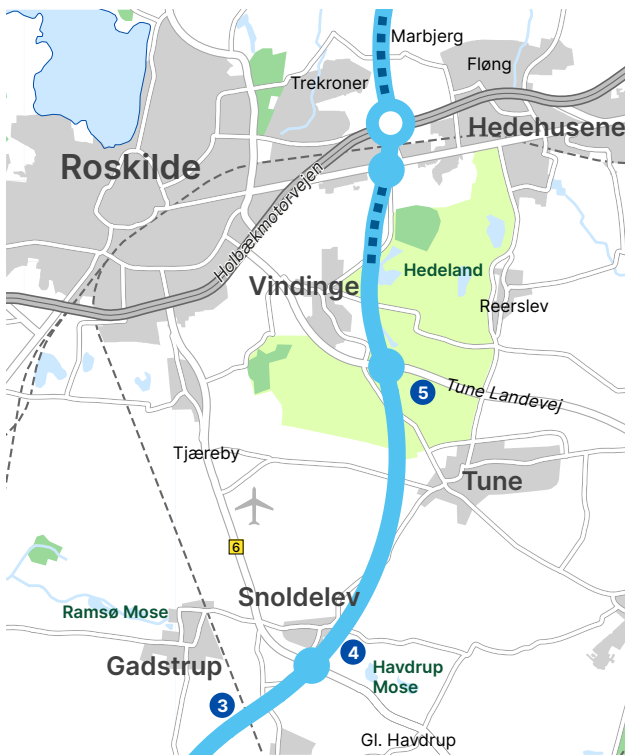 Marbjerg
Fløng
Trekroner
Hedehusene
Roskilde
Holbækmotorvejen
Hedeland
Vindinge
Reerslev
5
Tune Landevej
Tjæreby
Tune
6
Snoldelev
Ramsø Mose
4
Gadstrup
Havdrup
Mose
3
Gl. Havdrup